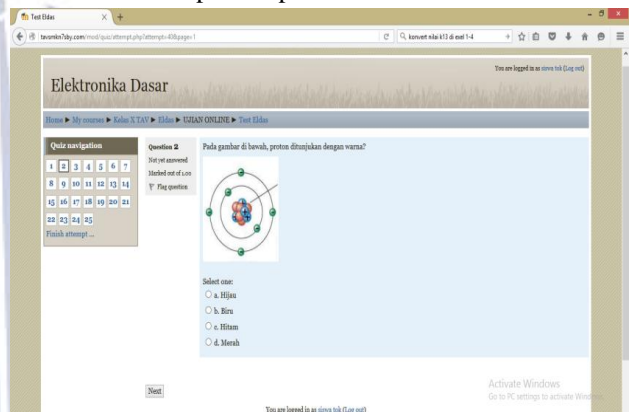 Test Eldas
tavsmkn7sby.com/mod/quiz/attempt.php?attempt=40&page=1
konvert nilai k13 di exel 1-4
You are logged in as siswa tok (Log out)
Elektronika Dasar
Home ► My courses ► Kelas X TAV ► Eldas ► UJIAN ONLINE ► Test Eldas
Quiz navigation
1 2 3 4 5 6 7
8 9 10 11 12 13 14
15 16 17 18 19 20 21
22 23 24 25
Finish attempt ...
Question 2
Not yet answered
Marked out of 1.00
Flag question
Pada gambar di bawah, proton ditunjukan dengan warna?
Select one:
a. Hijau
b. Biru
c. Hitam
d. Merah
Next
Activate Windows
Go to PC settings to activate Windows.
You are logged in as siswa tok (Log out)